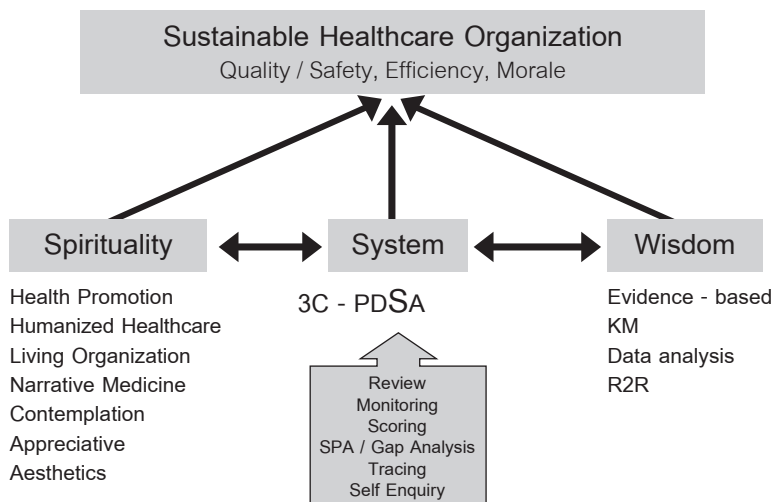 Sustainable Healthcare Organization
Quality / Safety, Efficiency, Morale
Spirituality
System
Wisdom
Health Promotion
Humanized Healthcare
Living Organization
Narrative Medicine
Contemplation
Appreciative
Aesthetics
3C - PDSA
Review
Monitoring
Scoring
SPA / Gap Analysis
Tracing
Self Enquiry
Evidence - based
KM
Data analysis
R2R